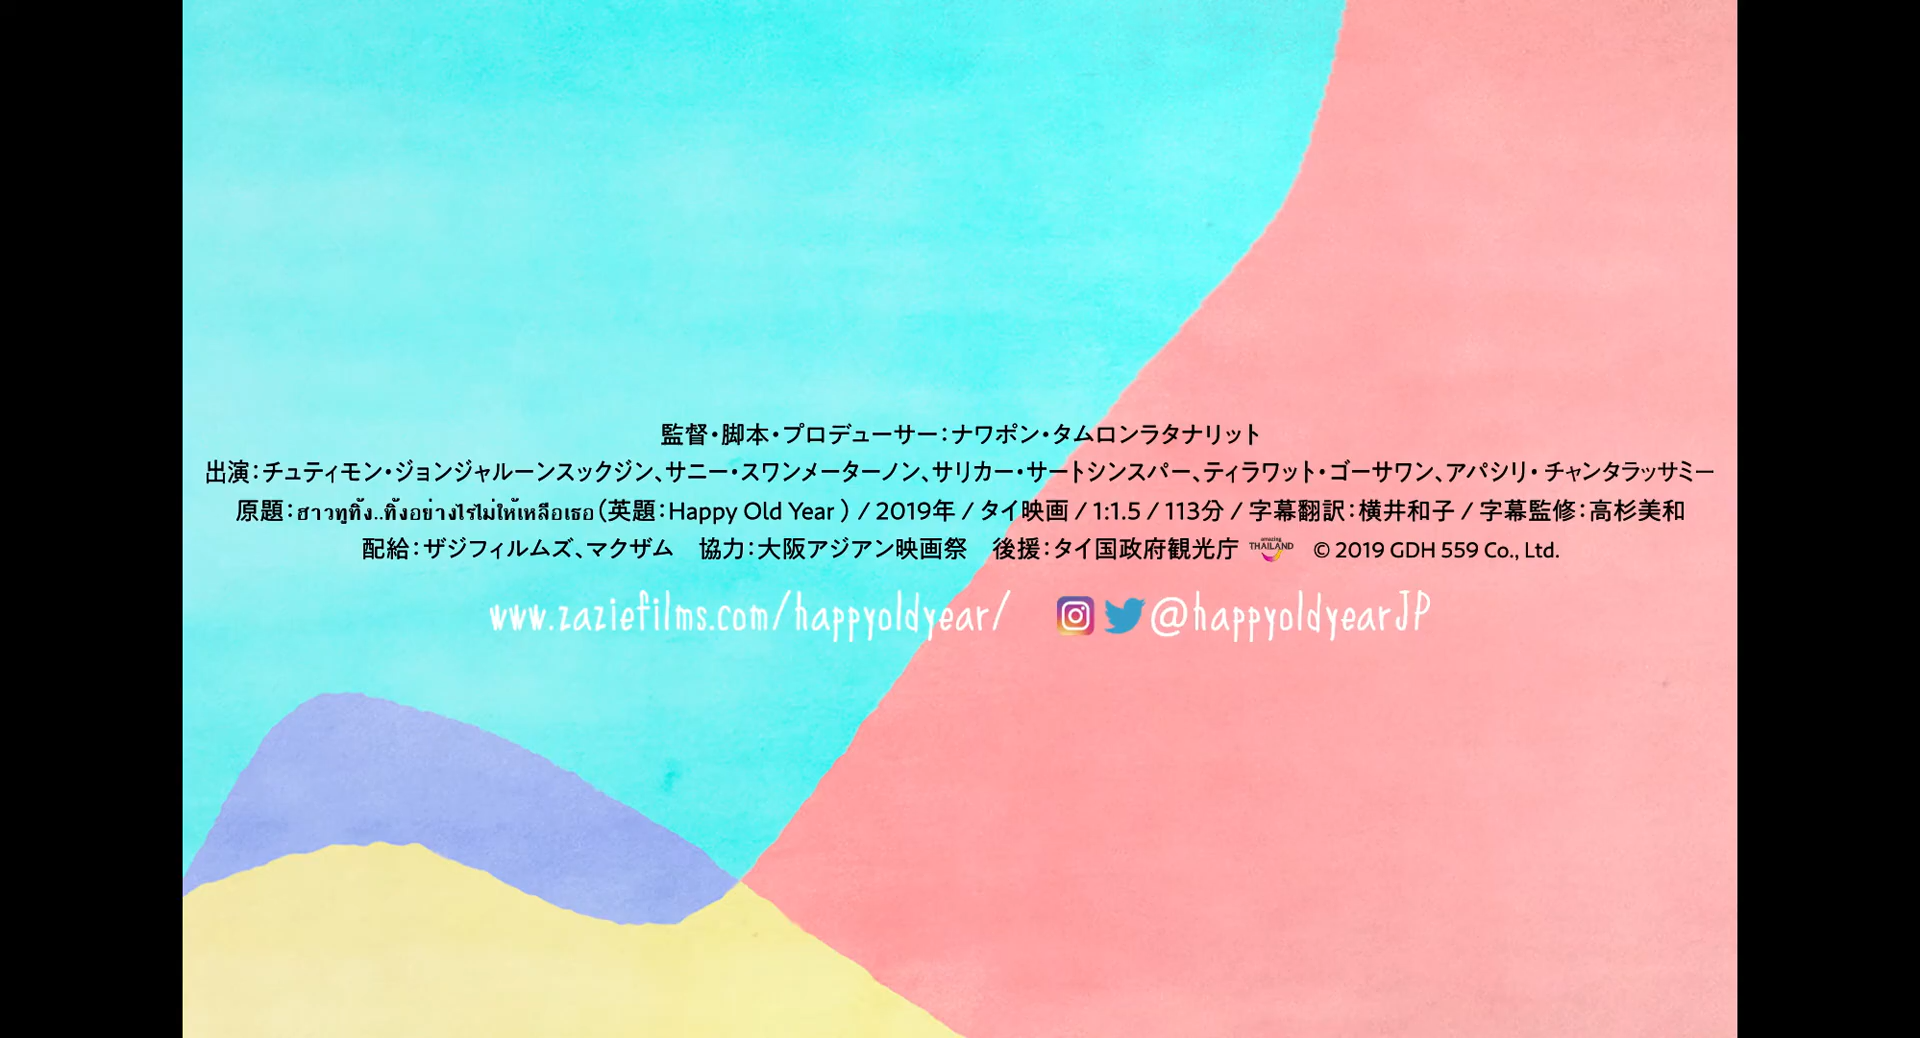 監督・脚本・プロデューサー：ナワポン・タムロンラタナリット
出演：チュティモン・ジョンジャルーンスックジン、サニー・スワンメーターノン、サリカー・サートシンスパー、ティラワット・ゴーサワン、アパシリ・チャンタラッサミー
原題：ฮาวทูทิ้ง..ทิ้งอย่างไรไม่ให้เหลือเธอ（英題：Happy Old Year ) / 2019年 / タイ映画 / 1:1.5 / 113分 / 字幕翻訳：横井和子 / 字幕監修：高杉美和
配給：ザジフィルムズ、マクザム　協力：大阪アジアン映画祭　後援：タイ国政府観光庁 amazing THAILAND © 2019 GDH 559 Co., Ltd.
www.zaziefilms.com/happyoldyear/ @happyoldyearJP